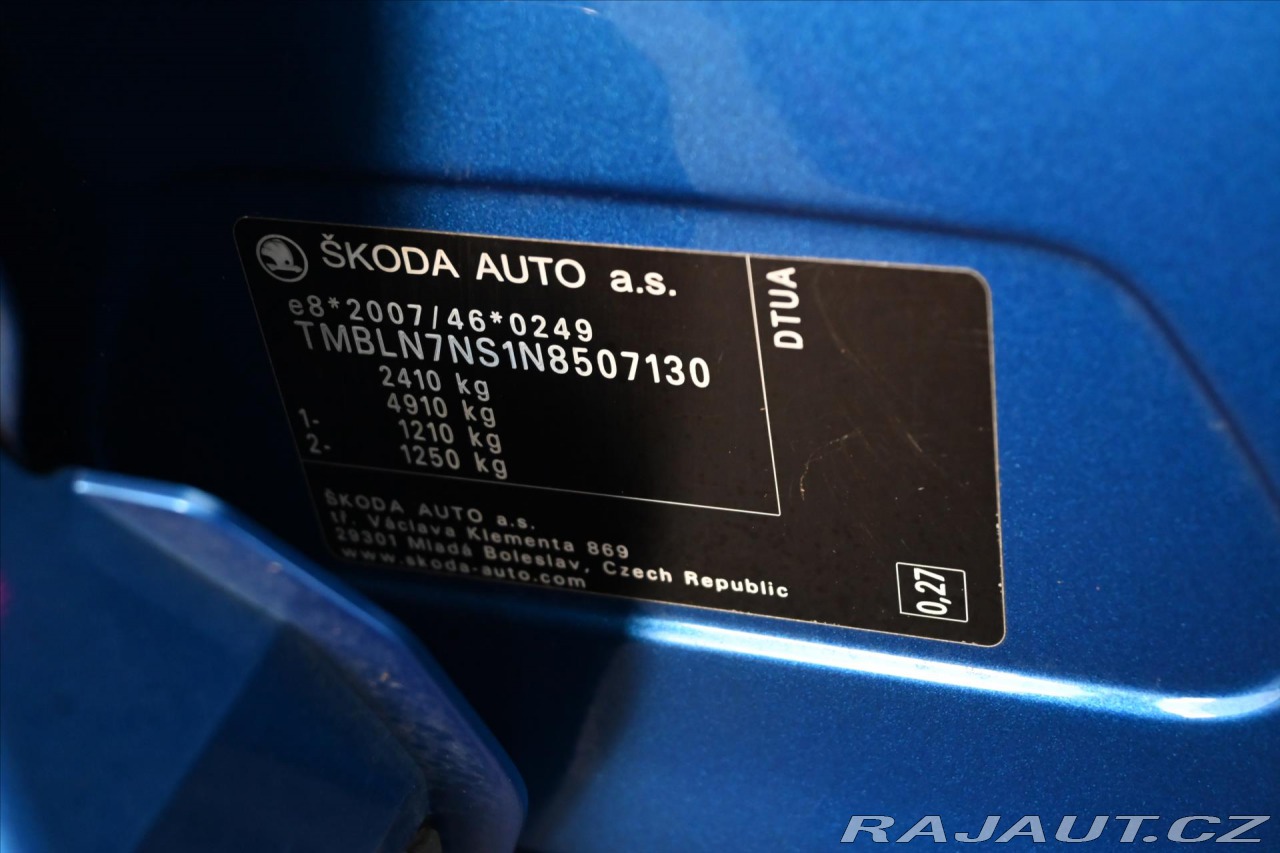 ŠKODA AUTO a.s.
e8*2007/46*0249
TMBLN7NS1N8507130
2410 kg
4910 kg
1- 1210 kg
2- 1250 kg
DTUA
ŠKODA AUTO a.s.
tř. Václava Klementa 869
29301 Mladá Boleslav, Czech Republic
www.skoda-auto.com
0,27
RAJAUT.CZ